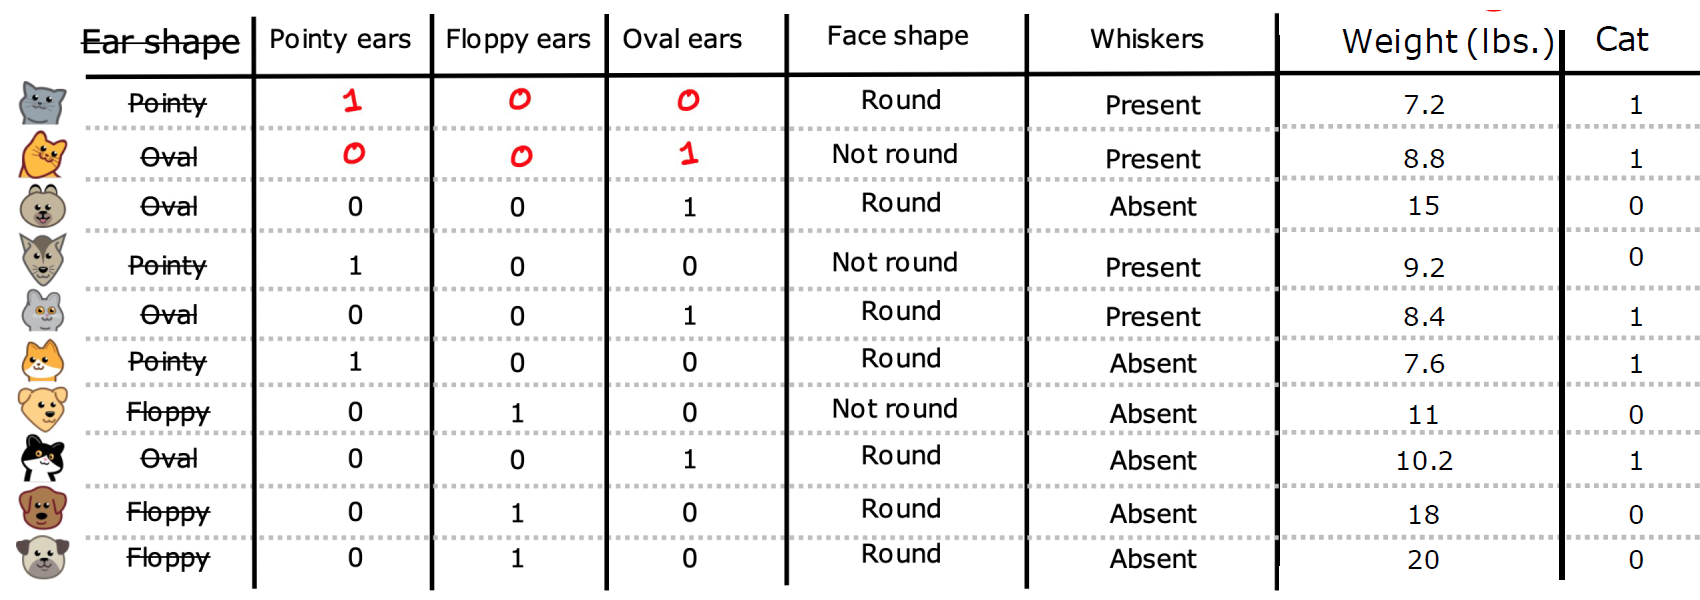 Ear shape Pointy ears Floppy ears Oval ears Face shape Whiskers Weight (lbs.) Cat
Pointy 1 0 0 Round Present 7.2 1
Oval 0 0 1 Not round Present 8.8 1
Oval 0 0 1 Round Absent 15 0
Pointy 1 0 0 Not round Present 9.2 0
Oval 0 0 1 Round Present 8.4 1
Pointy 1 0 0 Round Absent 7.6 1
Floppy 0 1 0 Not round Absent 11 0
Oval 0 0 1 Round Absent 10.2 1
Floppy 0 1 0 Round Absent 18 0
Floppy 0 1 0 Round Absent 20 0